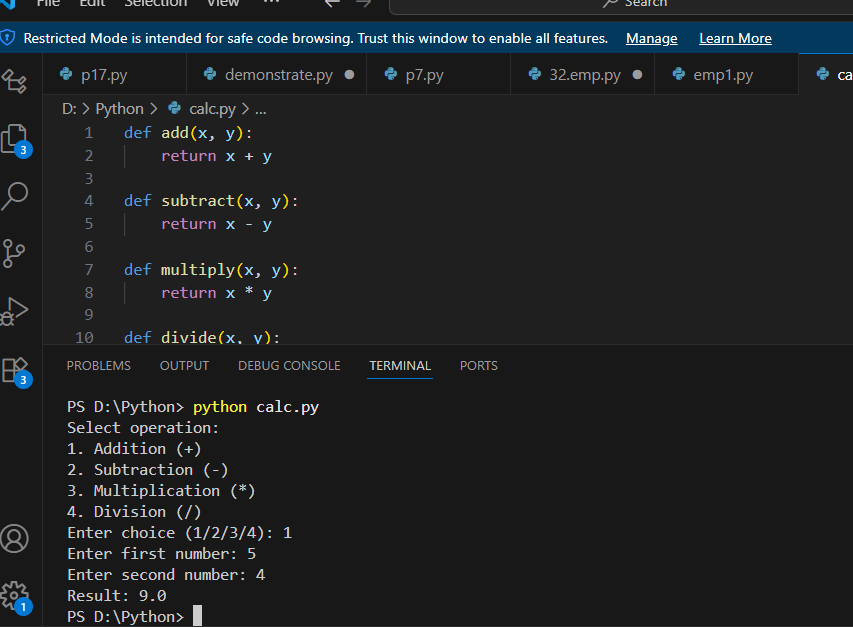 File Edit Selection View ··· Search
Restricted Mode is intended for safe code browsing. Trust this window to enable all features. Manage Learn More
p17.py demonstrate.py p7.py 32.emp.py emp1.py ca
D: > Python > calc.py > ...
1 def add(x, y):
2 return x + y
3
4 def subtract(x, y):
5 return x - y
6
7 def multiply(x, y):
8 return x * y
9
10 def divide(x, y):
3
3
1
PROBLEMS OUTPUT DEBUG CONSOLE TERMINAL PORTS
PS D:\Python> python calc.py
Select operation:
1. Addition (+)
2. Subtraction (-)
3. Multiplication (*)
4. Division (/)
Enter choice (1/2/3/4): 1
Enter first number: 5
Enter second number: 4
Result: 9.0
PS D:\Python>